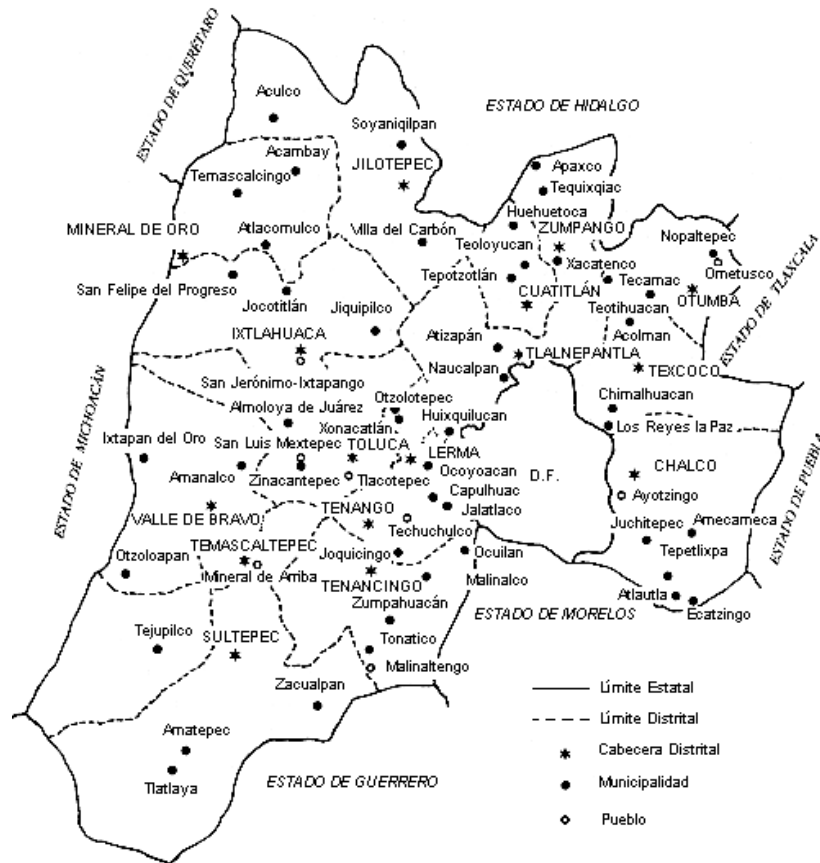 ESTADO DE QUERÉTARO
Aculco
ESTADO DE HIDALGO
Soyaniqilpan
Acambay
JILOTEPEC
Temascalcingo
Apaxco
Tequixqiac
Huehuetoca
MINERAL DE ORO
Atlacomulco
Villa del Carbón
ZUMPANGO
Teoloyucan
Nopaltepec
Xacatenco
Ometusco
San Felipe del Progreso
Tepotzotlán
Tecamac
Jocotitlán
CUATITLÁN
OTUMBA
Jiquipilco
Teotihuacan
ESTADO DE TLAXCALA
IXTLAHUACA
Atizapán
Acolman
TLALNEPANTLA
Naucalpan
TEXCOCO
San Jerónimo-Ixtapango
Otzolotepec
Chimalhuacan
Almoloya de Juárez
Xonacatlán
Huixquilucan
ESTADO DE MICHOACÁN
Ixtapan del Oro
San Luis Mextepec
TOLUCA
LERMA
Los Reyes la Paz
Amanalco
Zinacantepec
Tlacotepec
Ocoyoacan
D.F.
CHALCO
ESTADO DE PUEBLA
Capulhuac
Ayotzingo
VALLE DE BRAVO
TENANGO
Jalatlaco
Techuchulco
Juchitepec
Amecameca
TEMASCALTEPEC
Joquicingo
Ocuilan
Tepetlixpa
Otzoloapan
Mineral de Arriba
TENANCINGO
Malinalco
Atlautla
Zumpahuacán
ESTADO DE MORELOS
Ecatzingo
Tejupilco
SULTEPEC
Tonatico
Malinaltengo
Zacualpan
Límite Estatal
Límite Distrital
Amatepec
Cabecera Distrital
Tlatlaya
ESTADO DE GUERRERO
Municipalidad
Pueblo